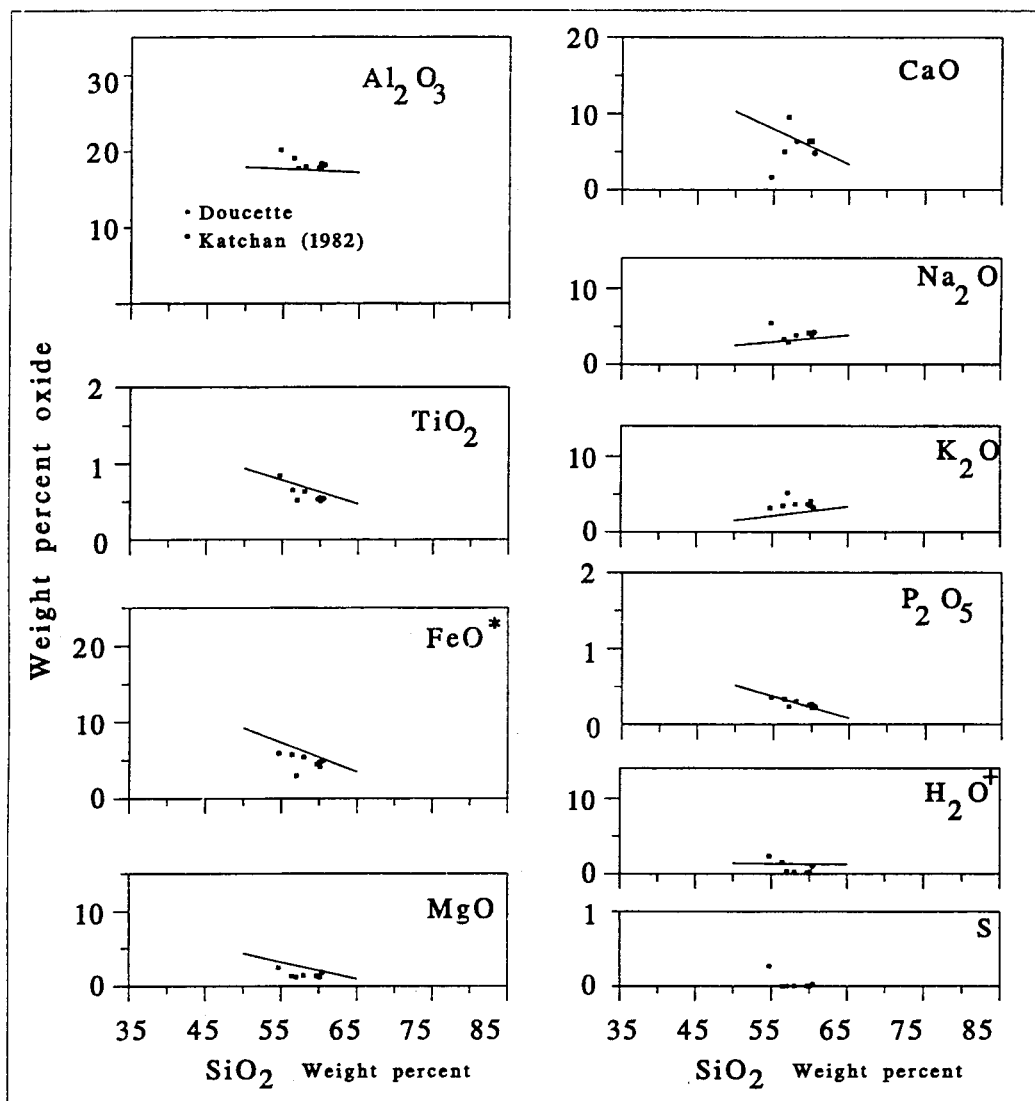 Weight percent oxide
Al2O3
30
20
10
• Doucette
▪ Katchan (1982)
TiO2
2
1
0
FeO*
20
10
0
MgO
10
0
35 45 55 65 75 85
SiO2 Weight percent
CaO
20
10
0
Na2O
10
0
K2O
10
0
P2O5
2
1
0
H2O+
10
0
S
1
0
35 45 55 65 75 85
SiO2 Weight percent